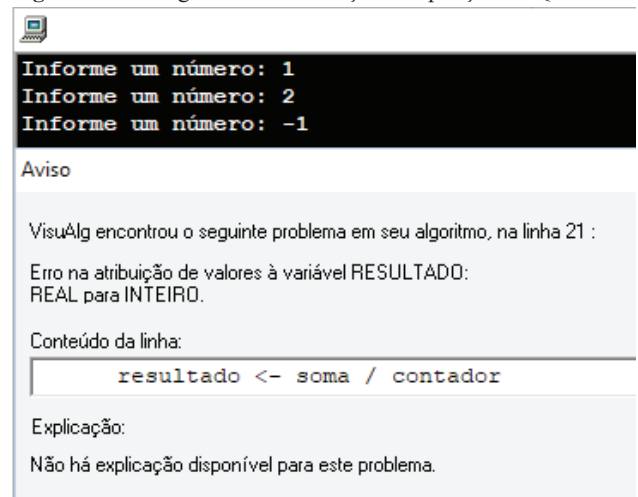 Informe um número: 1
Informe um número: 2
Informe um número: -1
Aviso
VisuAlg encontrou o seguinte problema em seu algoritmo, na linha 21 :
Erro na atribuição de valores à variável RESULTADO:
REAL para INTEIRO.
Conteúdo da linha:
resultado <- soma / contador
Explicação:
Não há explicação disponível para este problema.